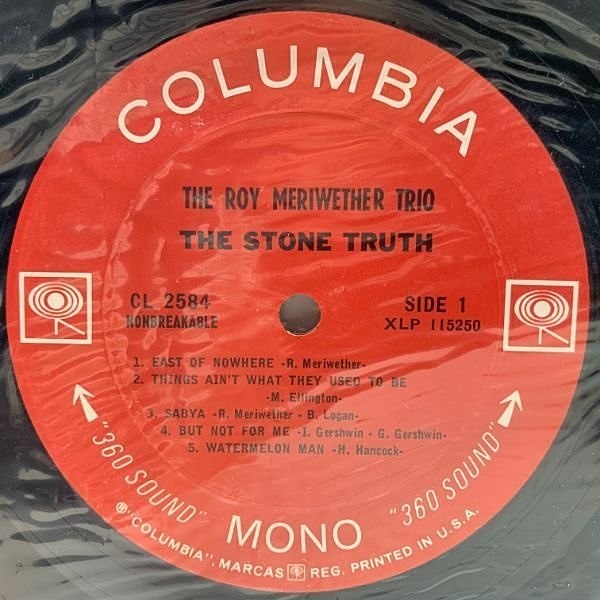 COLUMBIA
THE ROY MERIWETHER TRIO
THE STONE TRUTH
CL 2584
NONBREAKABLE
SIDE 1
XLP 115250
1. EAST OF NOWHERE -R. Meriwether-
2. THINGS AIN'T WHAT THEY USED TO BE
-M. Ellington-
3. SABYA -R. Meriwether - B. Logan-
4. BUT NOT FOR ME -I. Gershwin - G. Gershwin-
5. WATERMELON MAN -H. Hancock-
"360 SOUND"
MONO
"360 SOUND"
® "COLUMBIA", MARCAS REG. PRINTED IN U.S.A.